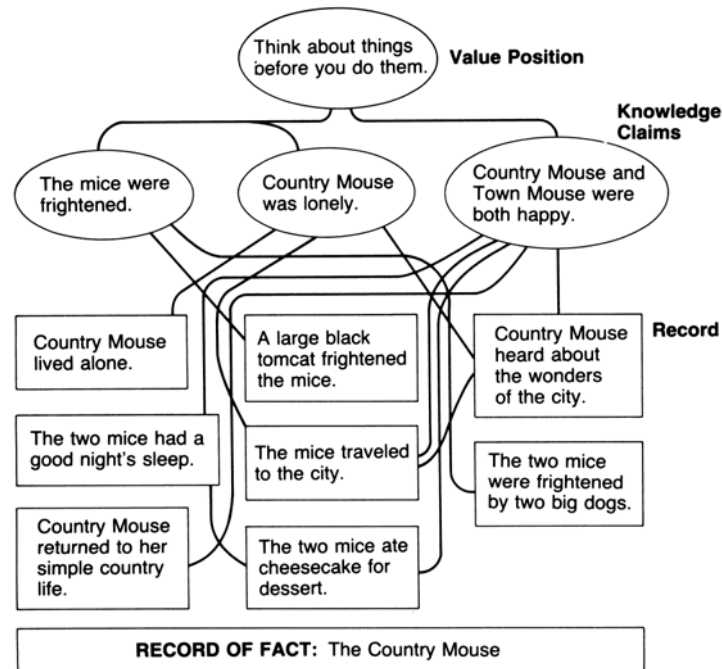 Think about things
before you do them.
Value Position
Knowledge
Claims
The mice were
frightened.
Country Mouse
was lonely.
Country Mouse and
Town Mouse were
both happy.
Country Mouse
lived alone.
A large black
tomcat frightened
the mice.
Country Mouse
heard about
the wonders
of the city.
Record
The two mice had a
good night's sleep.
The mice traveled
to the city.
The two mice
were frightened
by two big dogs.
Country Mouse
returned to her
simple country
life.
The two mice ate
cheesecake for
dessert.
RECORD OF FACT: The Country Mouse